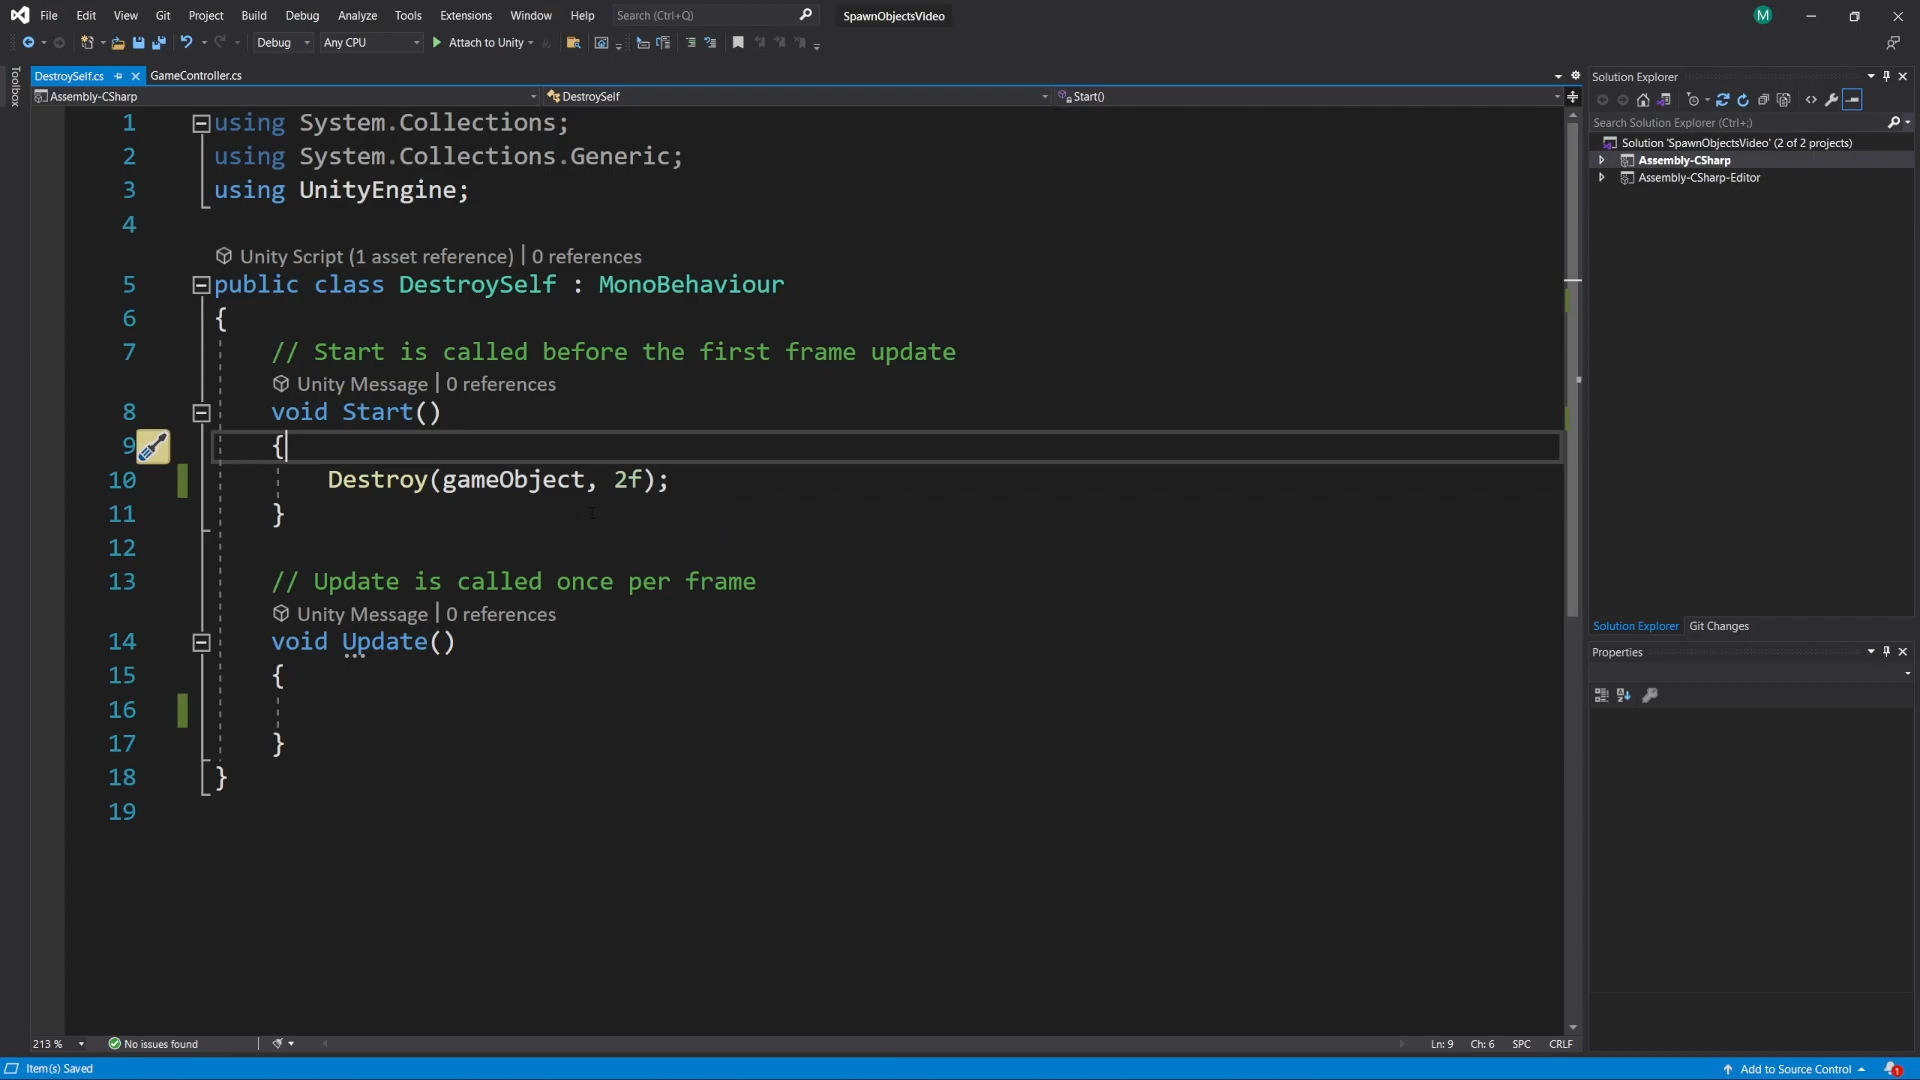 File Edit View Git Project Build Debug Analyze Tools Extensions Window Help Search (Ctrl+Q) SpawnObjectsVideo M
Debug Any CPU Attach to Unity
Toolbox
DestroySelf.cs GameController.cs
Assembly-CSharp DestroySelf Start()
1 using System.Collections;
2 using System.Collections.Generic;
3 using UnityEngine;
4
Unity Script (1 asset reference) | 0 references
5 public class DestroySelf : MonoBehaviour
6 {
7 // Start is called before the first frame update
Unity Message | 0 references
8 void Start()
9 {
10 Destroy(gameObject, 2f);
11 }
12
13 // Update is called once per frame
Unity Message | 0 references
14 void Update()
15 {
16
17 }
18 }
19
213 % No issues found Ln: 9 Ch: 6 SPC CRLF
Solution Explorer
Search Solution Explorer (Ctrl+;)
Solution 'SpawnObjectsVideo' (2 of 2 projects)
Assembly-CSharp
Assembly-CSharp-Editor
Solution Explorer Git Changes
Properties
Item(s) Saved Add to Source Control 1